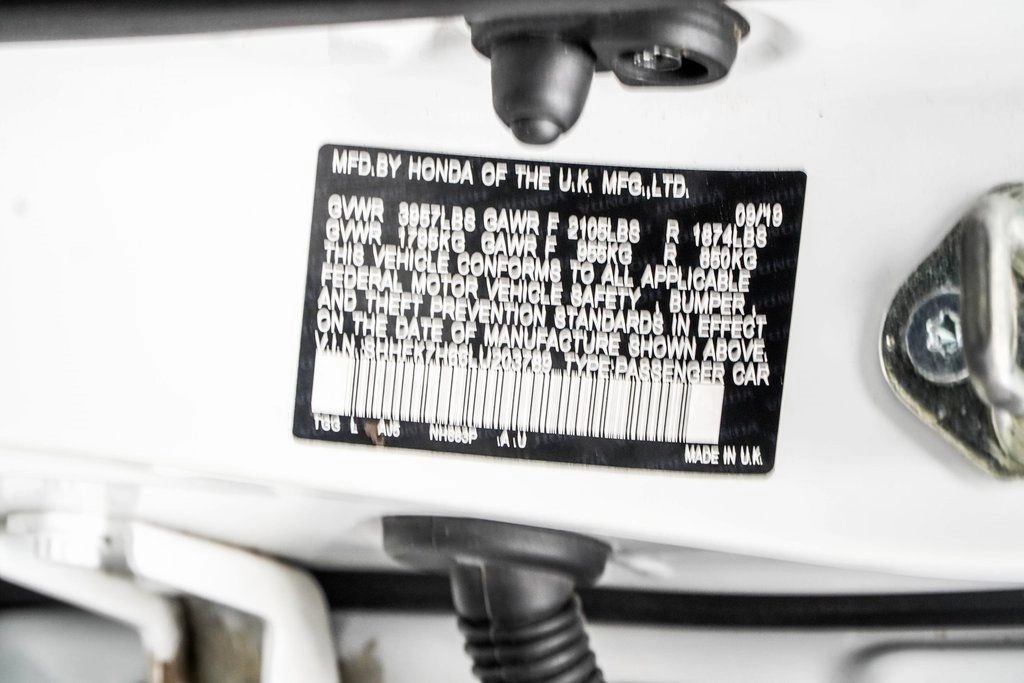 MFD.BY HONDA OF THE U.K. MFG.,LTD.
09/19
GVWR 3957LBS GAWR F 2105LBS R 1874LBS
GVWR 1795KG GAWR F 955KG R 850KG
THIS VEHICLE CONFORMS TO ALL APPLICABLE
FEDERAL MOTOR VEHICLE SAFETY , BUMPER,
AND THEFT PREVENTION STANDARDS IN EFFECT
ON THE DATE OF MANUFACTURE SHOWN ABOVE.
V.I.N. TYPE:PASSENGER CAR
TGG L
MADE IN U.K.